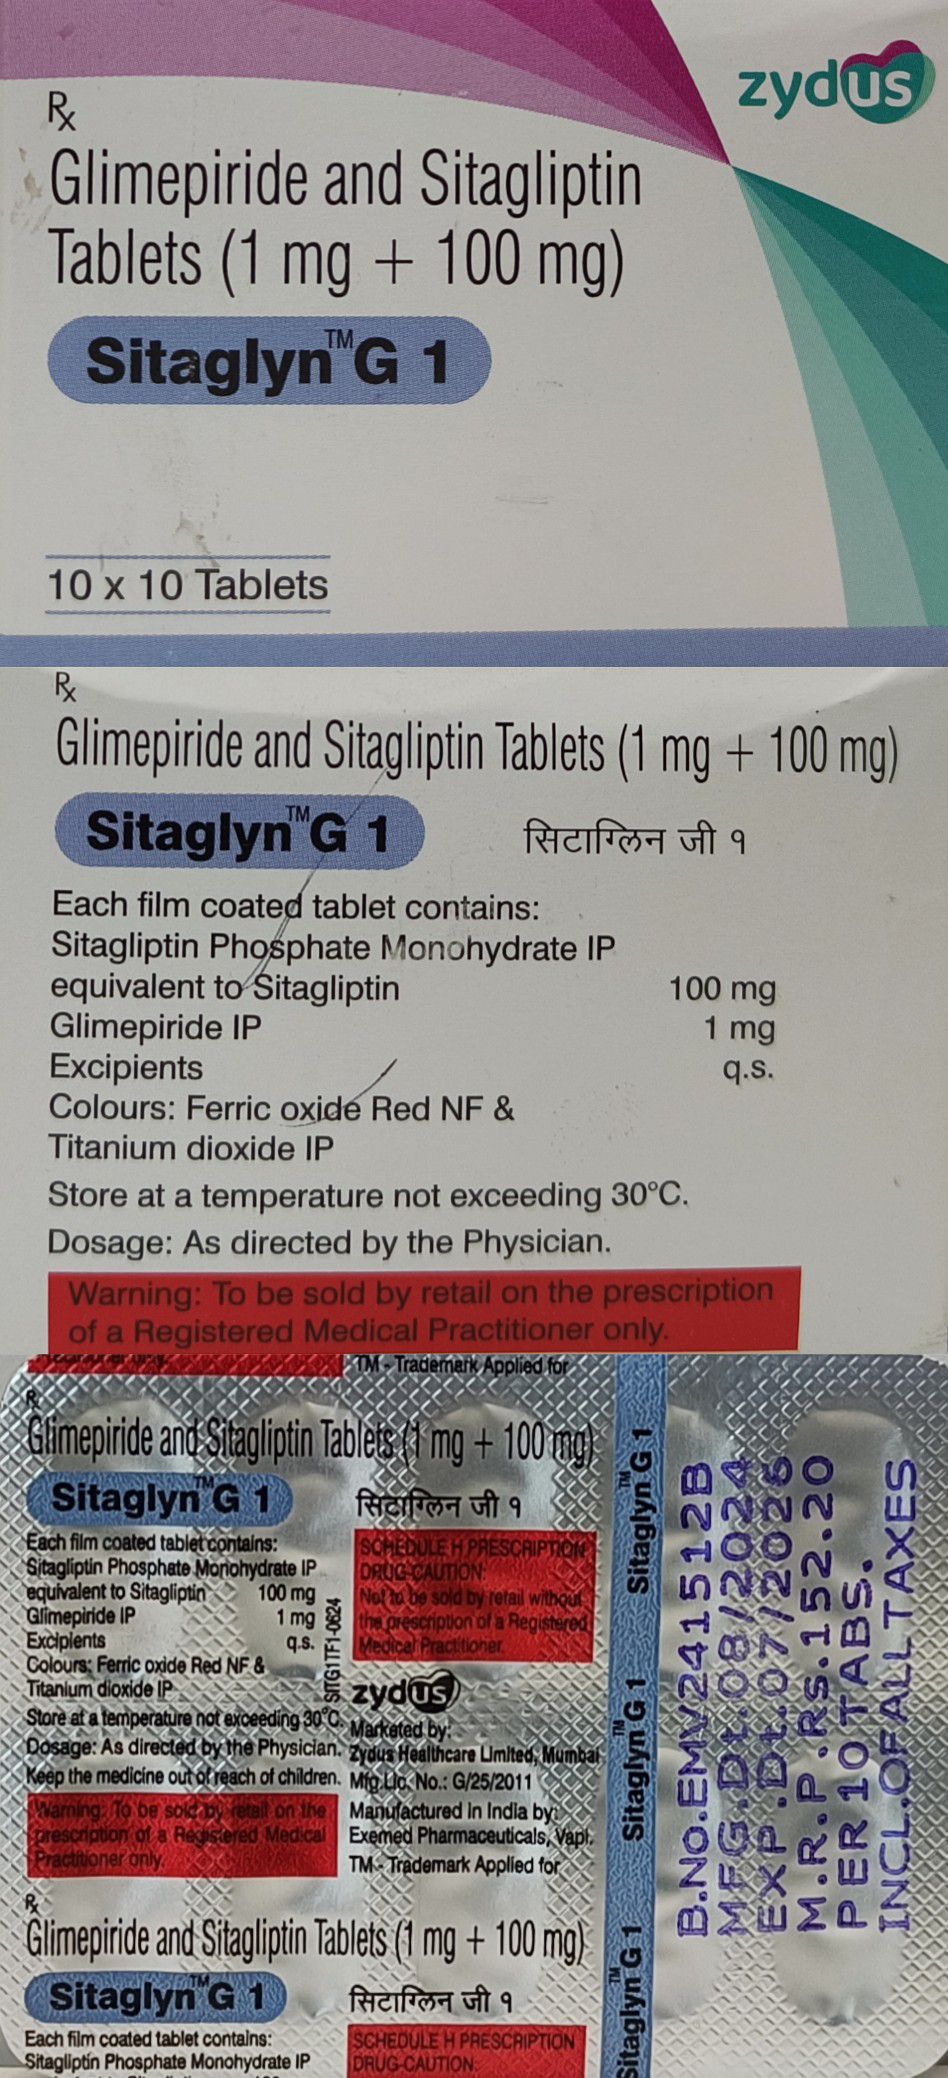 zydus
Rx
Glimepiride and Sitagliptin
Tablets (1 mg + 100 mg)
Sitaglyn™ G 1
10 x 10 Tablets
Rx
Glimepiride and Sitagliptin Tablets (1 mg + 100 mg)
Sitaglyn™ G 1
सिटाग्लिन जी १
Each film coated tablet contains:
Sitagliptin Phosphate Monohydrate IP
equivalent to Sitagliptin 100 mg
Glimepiride IP 1 mg
Excipients q.s.
Colours: Ferric oxide Red NF &
Titanium dioxide IP
Store at a temperature not exceeding 30°C.
Dosage: As directed by the Physician.
Warning: To be sold by retail on the prescription
of a Registered Medical Practitioner only.
TM - Trademark Applied for
Rx
Glimepiride and Sitagliptin Tablets (1 mg + 100 mg)
Sitaglyn™ G 1
सिटाग्लिन जी १
Each film coated tablet contains:
Sitagliptin Phosphate Monohydrate IP
equivalent to Sitagliptin 100 mg
Glimepiride IP 1 mg
Excipients q.s.
Colours: Ferric oxide Red NF &
Titanium dioxide IP
Store at a temperature not exceeding 30°C.
Dosage: As directed by the Physician.
Keep the medicine out of reach of children.
Warning: To be sold by retail on the
prescription of a Registered Medical
Practitioner only.
SITG1TF1-0624
SCHEDULE H PRESCRIPTION
DRUG-CAUTION:
Not to be sold by retail without
the prescription of a Registered
Medical Practitioner.
zydus
Marketed by:
Zydus Healthcare Limited, Mumbai
Mfg.Lic. No.: G/25/2011
Manufactured in India by:
Exemed Pharmaceuticals, Vapi.
TM - Trademark Applied for
Sitaglyn™ G 1
Sitaglyn™ G 1
Sitaglyn™ G 1
B.NO.EMV241512B
MFG.Dt.08/2024
EXP.Dt.07/2026
M.R.P.RS.152.20
PER 10 TABS.
INCL.OF ALL TAXES
Rx
Glimepiride and Sitagliptin Tablets (1 mg + 100 mg)
Sitaglyn™ G 1
सिटाग्लिन जी १
Each film coated tablet contains:
Sitagliptin Phosphate Monohydrate IP
SCHEDULE H PRESCRIPTION
DRUG-CAUTION: